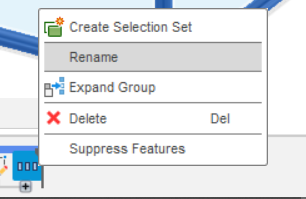 Create Selection Set
Rename
Expand Group
Delete Del
Suppress Features